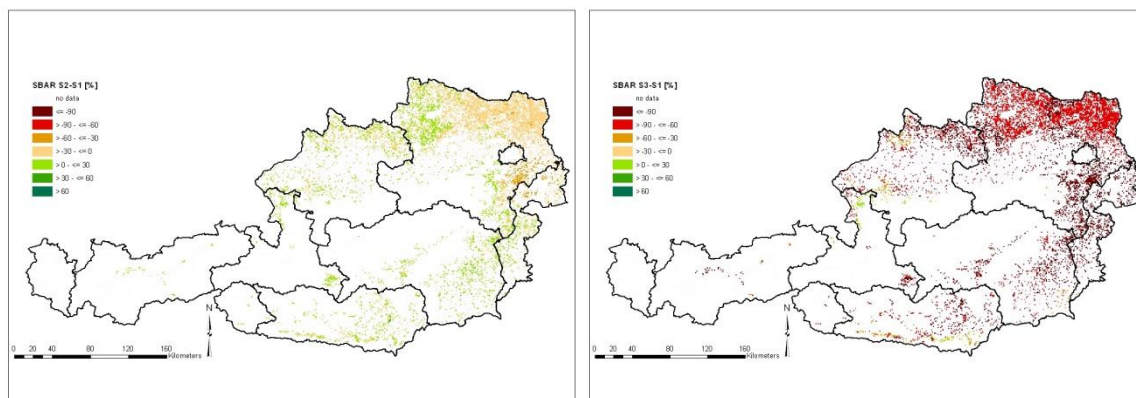 SBAR S2-S1 [%]
no data
<= -90
> -90 - <= -60
> -60 - <= -30
> -30 - <= 0
> 0 - <= 30
> 30 - <= 60
> 60
N
0 20 40 80 120 160
Kilometers
SBAR S3-S1 [%]
no data
<= -90
> -90 - <= -60
> -60 - <= -30
> -30 - <= 0
> 0 - <= 30
> 30 - <= 60
> 60
N
0 20 40 80 120 160
Kilometers